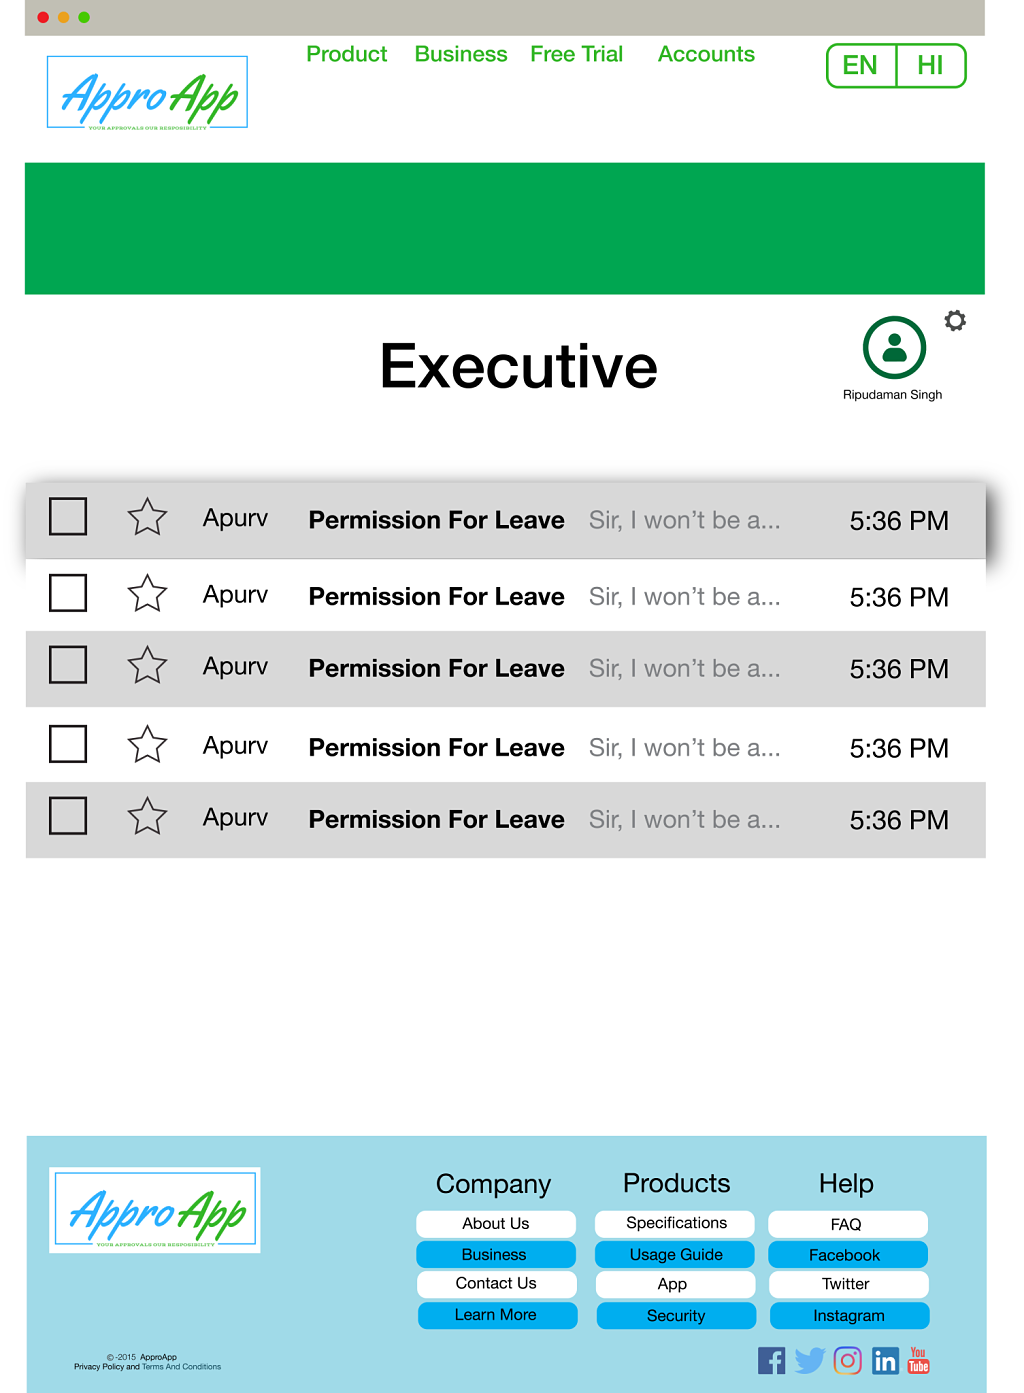 Product Business Free Trial Accounts EN HI
Appro App
YOUR APPROVALS OUR RESPONSIBILITY
Executive
Ripudaman Singh
Apurv Permission For Leave Sir, I won't be a... 5:36 PM
Apurv Permission For Leave Sir, I won't be a... 5:36 PM
Apurv Permission For Leave Sir, I won't be a... 5:36 PM
Apurv Permission For Leave Sir, I won't be a... 5:36 PM
Apurv Permission For Leave Sir, I won't be a... 5:36 PM
Appro App
YOUR APPROVALS OUR RESPONSIBILITY
Company Products Help
About Us Specifications FAQ
Business Usage Guide Facebook
Contact Us App Twitter
Learn More Security Instagram
© -2015 ApproApp
Privacy Policy and Terms And Conditions
in
You
Tube